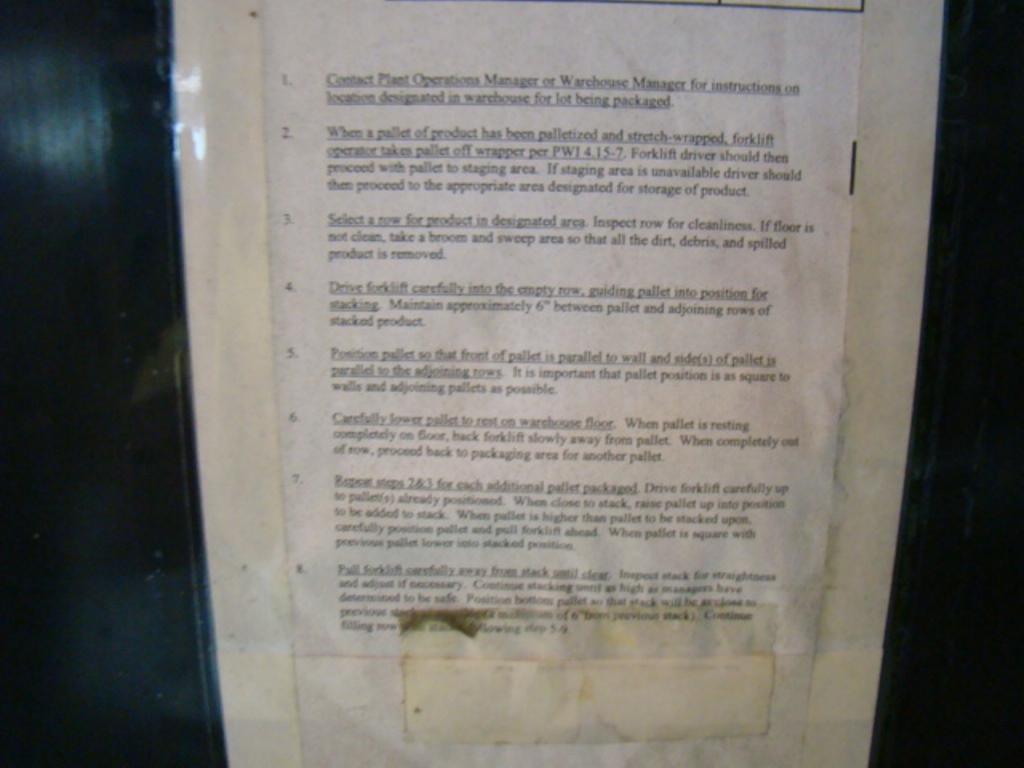 1. Contact Plant Operations Manager or Warehouse Manager for instructions on
location designated in warehouse for lot being packaged.
2. When a pallet of product has been palletized and stretch-wrapped, forklift
operator takes pallet off wrapper per PWI 4.15-7. Forklift driver should then
proceed with pallet to staging area. If staging area is unavailable driver should
then proceed to the appropriate area designated for storage of product.
3. Select a row for product in designated area. Inspect row for cleanliness. If floor is
not clean, take a broom and sweep area so that all the dirt, debris, and spilled
product is removed.
4. Drive forklift carefully into the empty row, guiding pallet into position for
stacking. Maintain approximately 6" between pallet and adjoining rows of
stacked product.
5. Position pallet so that front of pallet is parallel to wall and side(s) of pallet is
parallel to the adjoining rows. It is important that pallet position is as square to
walls and adjoining pallets as possible.
6. Carefully lower pallet to rest on warehouse floor. When pallet is resting
completely on floor, back forklift slowly away from pallet. When completely out
of row, proceed back to packaging area for another pallet.
7. Repeat steps 2&3 for each additional pallet packaged. Drive forklift carefully up
to pallet(s) already positioned. When close to stack, raise pallet up into position
to be added to stack. When pallet is higher than pallet to be stacked upon,
carefully position pallet and pull forklift ahead. When pallet is square with
previous pallet lower into stacked position.
8. Pull forklift carefully away from stack until clear. Inspect stack for straightness
and adjust if necessary. Continue stacking until as high as managers have
determined to be safe. Position bottom pallet so that stack will be as close to
previous of 6" from previous stack). Continue
filling row step 5-9.